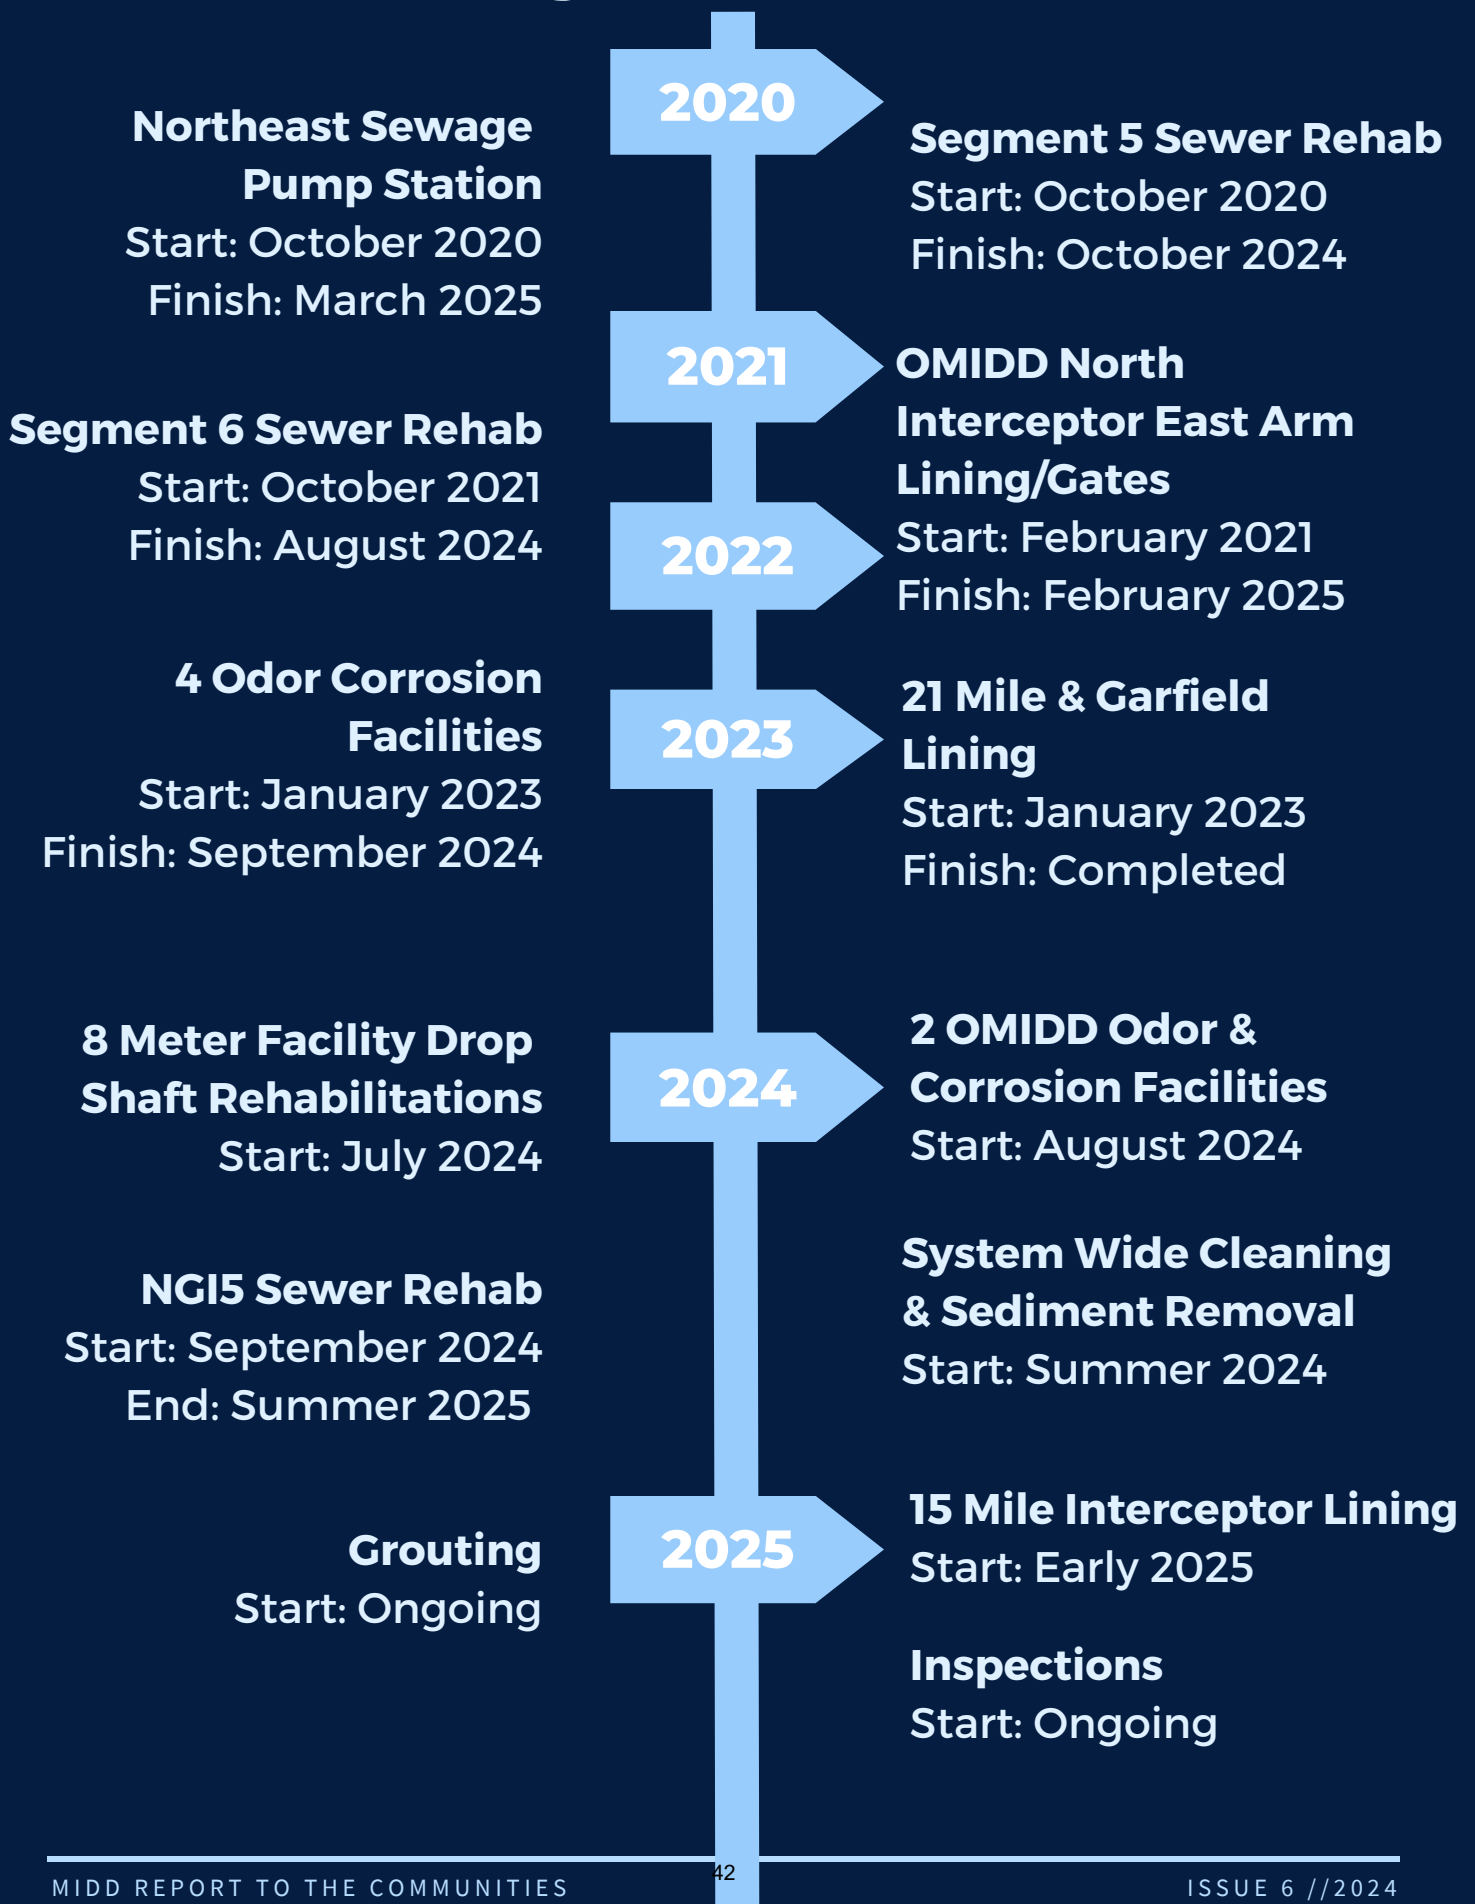 2020
Northeast Sewage
Pump Station
Start: October 2020
Finish: March 2025
Segment 5 Sewer Rehab
Start: October 2020
Finish: October 2024
2021
OMIDD North
Interceptor East Arm
Lining/Gates
Start: February 2021
Finish: February 2025
Segment 6 Sewer Rehab
Start: October 2021
Finish: August 2024
2022
2023
4 Odor Corrosion
Facilities
Start: January 2023
Finish: September 2024
21 Mile & Garfield
Lining
Start: January 2023
Finish: Completed
2024
8 Meter Facility Drop
Shaft Rehabilitations
Start: July 2024
2 OMIDD Odor &
Corrosion Facilities
Start: August 2024
NGI5 Sewer Rehab
Start: September 2024
End: Summer 2025
System Wide Cleaning
& Sediment Removal
Start: Summer 2024
2025
Grouting
Start: Ongoing
15 Mile Interceptor Lining
Start: Early 2025
Inspections
Start: Ongoing
42
MIDD REPORT TO THE COMMUNITIES
ISSUE 6 //2024